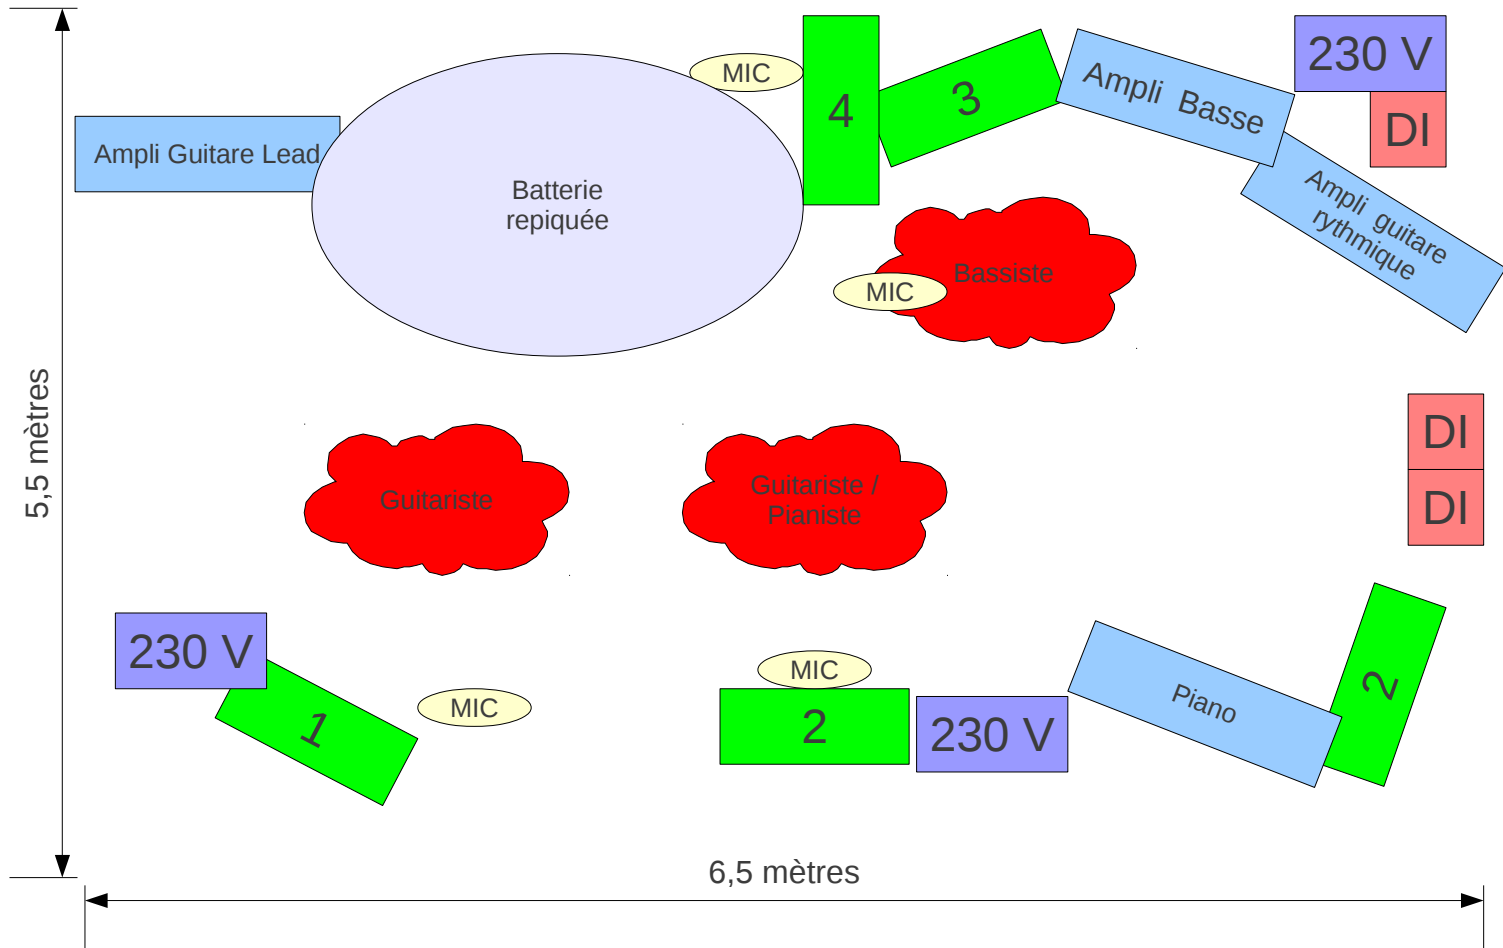 MIC
4
3
Ampli Basse
230 V
DI
Ampli Guitare Lead
Batterie
repiquée
Ampli guitare
rythmique
MIC
Bassiste
5,5 mètres
DI
DI
Guitariste
Guitariste /
Pianiste
230 V
1
MIC
MIC
2
230 V
Piano
2
6,5 mètres